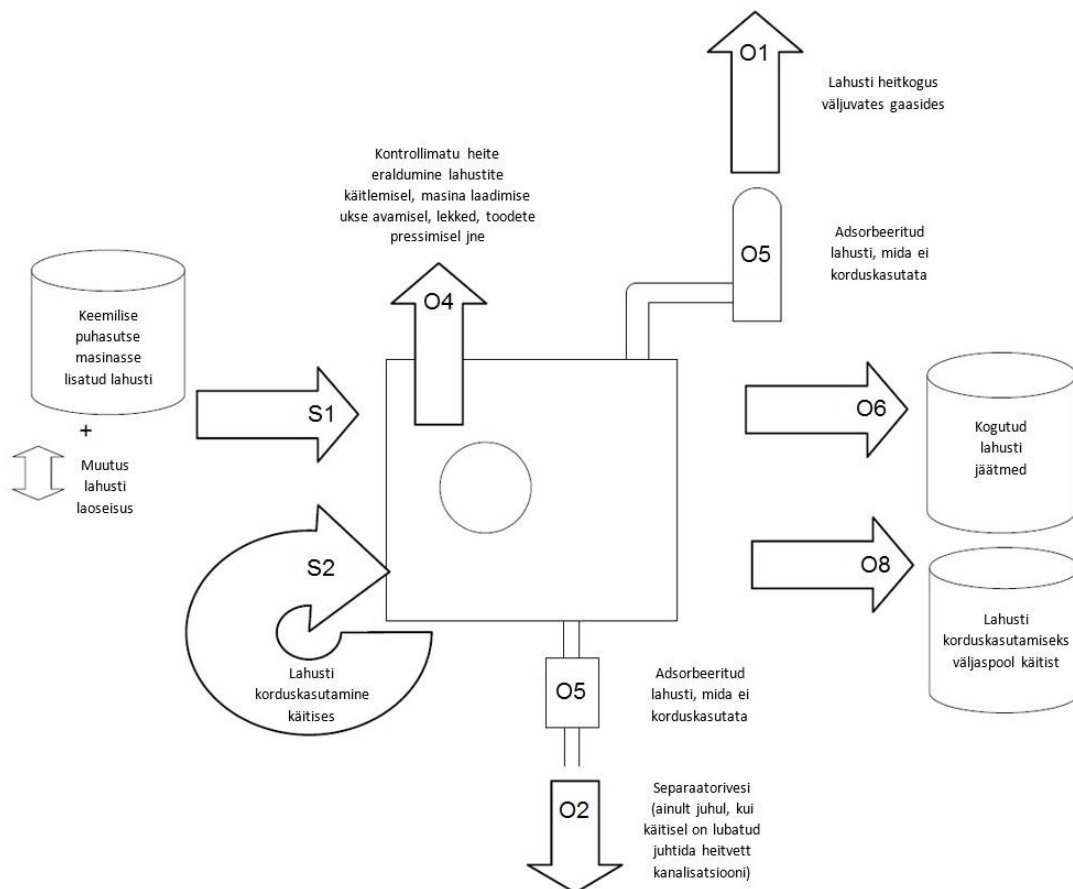 O1
Lahusti heitkogus
väljuvates gaasides
Kontrollimatu heite
eraldumine lahustite
käitlemisel, masina laadimise
ukse avamisel, lekked, toodete
pressimisel jne
O5
Adsorbeeritud
lahusti, mida ei
korduskasutata
O4
Keemilise
puhasutse
masinasse
lisatud lahusti
+
Muutus
lahusti
laoseisus
S1
O6
Kogutud
lahusti
jäätmed
S2
Lahusti
korduskasutamine
käitises
O8
Lahusti
korduskasutamiseks
väljaspool käitist
O5
Adsorbeeritud
lahusti, mida ei
korduskasutata
O2
Separaatorivesi
(ainult juhul, kui
käitisel on lubatud
juhtida heitvett
kanalisatsiooni)